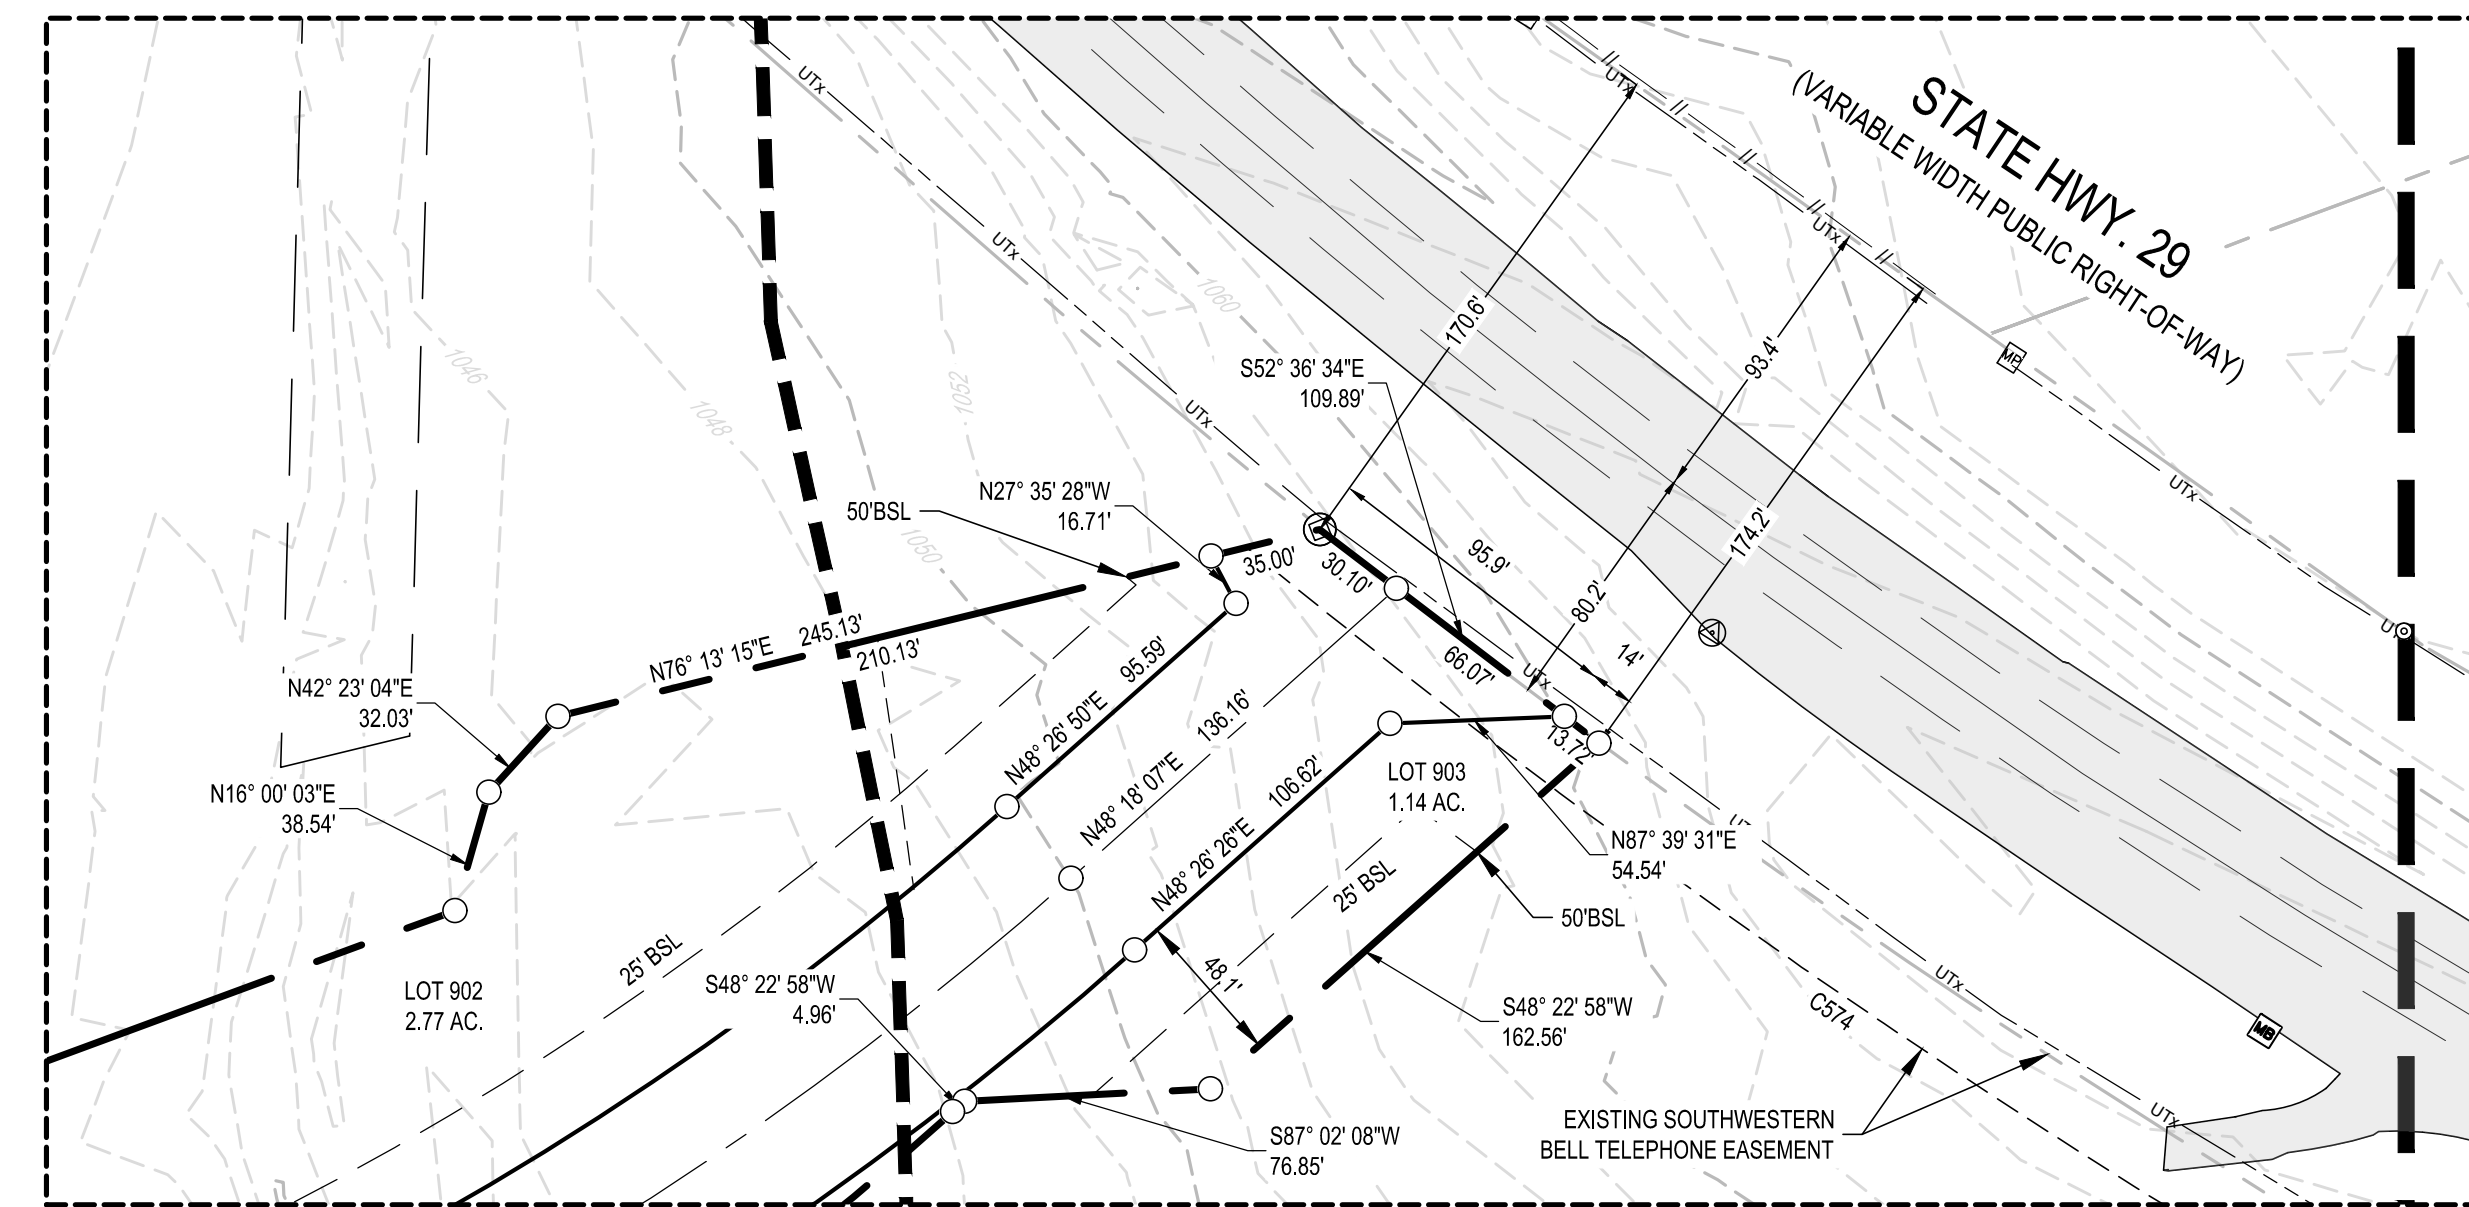 STATE HWY. 29
(VARIABLE WIDTH PUBLIC RIGHT-OF-WAY)
UTx
UTx
UTx
UTx
UTx
UTx
UTx
UTx
UTx
MP
MB
1060
1046
1048
1050
1052
170.6'
93.4'
174.2'
80.2'
95.9'
14'
S52° 36' 34"E
109.89'
N27° 35' 28"W
16.71'
50'BSL
35.00'
30.10'
66.07'
13.72'
N76° 13' 15"E
245.13'
210.13'
N42° 23' 04"E
32.03'
N16° 00' 03"E
38.54'
N48° 26' 50"E
95.59'
N48° 18' 07"E
136.16'
N48° 26' 26"E
106.62'
LOT 903
1.14 AC.
N87° 39' 31"E
54.54'
25' BSL
50'BSL
25' BSL
LOT 902
2.77 AC.
S48° 22' 58"W
4.96'
48.1'
S48° 22' 58"W
162.56'
S87° 02' 08"W
76.85'
C574
EXISTING SOUTHWESTERN
BELL TELEPHONE EASEMENT